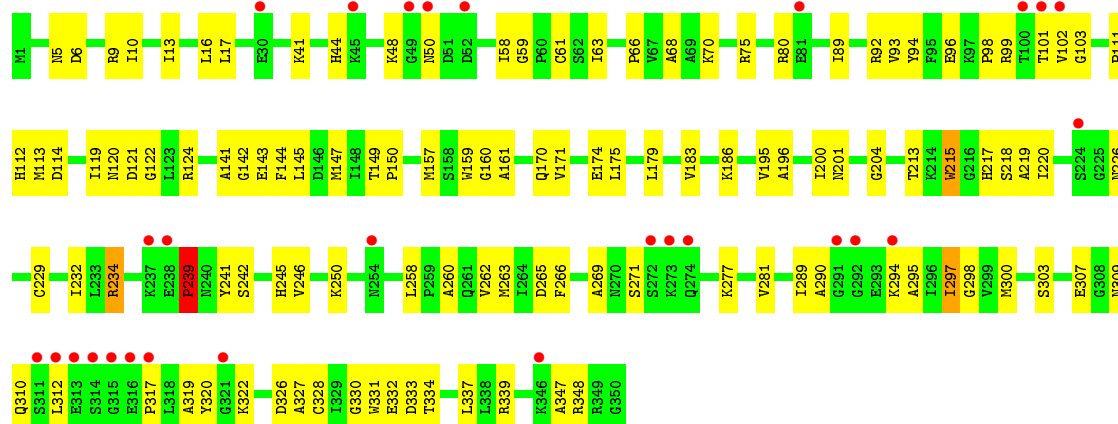 M1 N5 D6 R9 I10 I13 L16 L17 E30 K41 H44 K45 K48 G49 N50 D51 D52 I58 G59 P60 C61 S62 I63 P66 V67 A68 A69 K70 R75 R80 E81 I89 R92 V93 Y94 F95 E96 K97 P98 R99 T100 T101 V102 G103
H112 M113 D114 I119 N120 D121 G122 L123 R124 A141 G142 E143 F144 L145 D146 M147 I148 T149 P150 M157 S158 W159 G160 A161 Q170 V171 E174 L175 L179 V183 K186 V195 A196 I200 N201 G204 T213 K214 W215 G216 H217 S218 A219 I220 S224 G225
C229 I232 L233 R234 K237 E238 P239 N240 Y241 S242 H245 V246 K250 N254 L258 P259 A260 Q261 V262 M263 I264 D265 F266 A269 N270 S271 S272 K273 Q274 K277 V281 I289 A290 G291 G292 E293 K294 A295 I296 I297 G298 V299 M300 S303 E307 G308
Q310 S311 L312 E313 S314 G315 E316 P317 L318 A319 Y320 G321 K322 D326 A327 C328 I329 G330 W331 E332 D333 T334 L337 L338 R339 K346 A347 R348 R349 G350